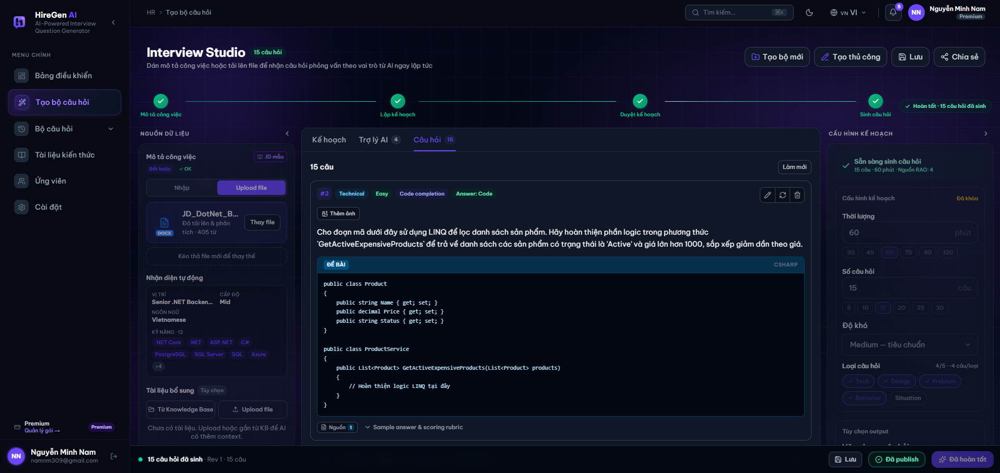 HireGen AI
AI-Powered Interview
Question Generator
MENU CHÍNH
Bảng điều khiển
Tạo bộ câu hỏi
Bộ câu hỏi
Tài liệu kiến thức
Ứng viên
Cài đặt
Premium
Quản lý gói →
Premium
NN
Nguyễn Minh Nam
namnm309@gmail.com
HR > Tạo bộ câu hỏi
Tìm kiếm... ⌘K
VN VI
5
NN
Nguyễn Minh Nam
Premium
Interview Studio 15 câu hỏi
Dán mô tả công việc hoặc tải lên file để nhận câu hỏi phỏng vấn theo vai trò từ AI ngay lập tức
Tạo bộ mới
Tạo thủ công
Lưu
Chia sẻ
Mô tả công việc
Lập kế hoạch
Duyệt kế hoạch
Sinh câu hỏi
Hoàn tất · 15 câu hỏi đã sinh
NGUỒN DỮ LIỆU
Mô tả công việc
JD mẫu
Bắt buộc
✓ OK
Nhập
Upload file
DOCX
JD_DotNet_B...
Đã tải lên & phân
tích · 405 từ
Thay file
Kéo thả file mới để thay thế
Nhận diện tự động
VỊ TRÍ
Senior .NET Backen...
CẤP ĐỘ
Mid
NGÔN NGỮ
Vietnamese
KỸ NĂNG · 12
.NET Core .NET ASP.NET C#
PostgreSQL SQL Server SQL Azure
+4
Tài liệu bổ sung Tùy chọn
Từ Knowledge Base
Upload file
Chưa có tài liệu. Upload hoặc gắn từ KB để AI
có thêm context.
Kế hoạch
Trợ lý AI 4
Câu hỏi 15
15 câu
Làm mới
#2 Technical Easy Code completion Answer: Code
Thêm ảnh
Cho đoạn mã dưới đây sử dụng LINQ để lọc danh sách sản phẩm. Hãy hoàn thiện phần logic trong phương thức
`GetActiveExpensiveProducts` để trả về danh sách các sản phẩm có trạng thái là 'Active' và giá lớn hơn 1000, sắp xếp giảm dần theo giá.
ĐỀ BÀI
CSHARP
public class Product
{
    public string Name { get; set; }
    public decimal Price { get; set; }
    public string Status { get; set; }
}
public class ProductService
{
    public List<Product> GetActiveExpensiveProducts(List<Product> products)
    {
        // Hoàn thiện logic LINQ tại đây
    }
}
Nguồn 1
Sample answer & scoring rubric
CẤU HÌNH KẾ HOẠCH
Sẵn sàng sinh câu hỏi
15 câu · 60 phút · Nguồn RAG: 4
Cấu hình kế hoạch
Đã khóa
Thời lượng
60 phút
30 45 60 75 90 120
Số câu hỏi
15 câu
5 10 15 20 25 30
Độ khó
Medium — tiêu chuẩn
Loại câu hỏi
4/5 · ~4 câu/loại
✓ Tech ✓ Design ✓ Problem
✓ Behavior Situation
Tùy chọn output
15 câu hỏi đã sinh · Rev 1 · 15 câu
Lưu
Đã publish
Đã hoàn tất